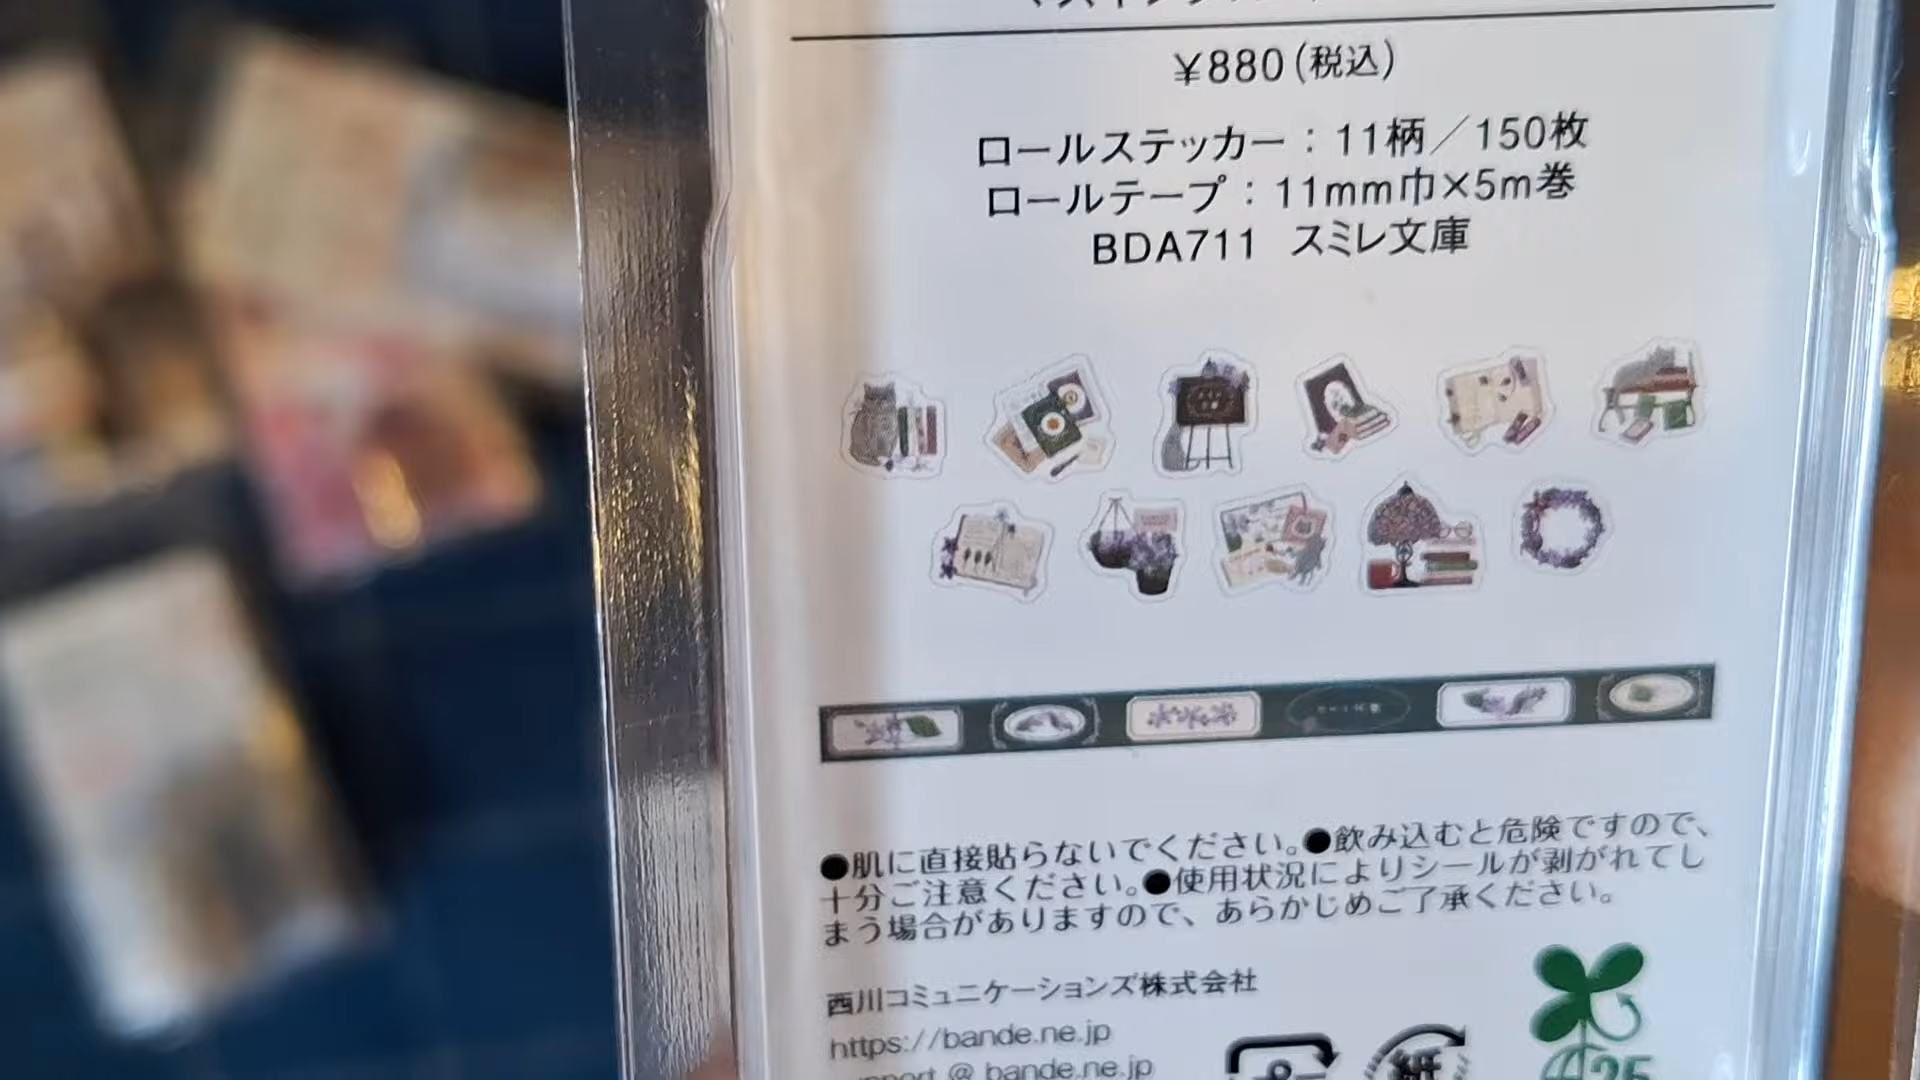 ¥880(税込)
ロールステッカー：11柄／150枚
ロールテープ：11mm巾×5m巻
BDA711 スミレ文庫
●肌に直接貼らないでください。●飲み込むと危険ですので、
十分ご注意ください。●使用状況によりシールが剥がれてし
まう場合がありますので、あらかじめご了承ください。
西川コミュニケーションズ株式会社
https://bande.ne.jp
@ bande.ne.jp
紙
25